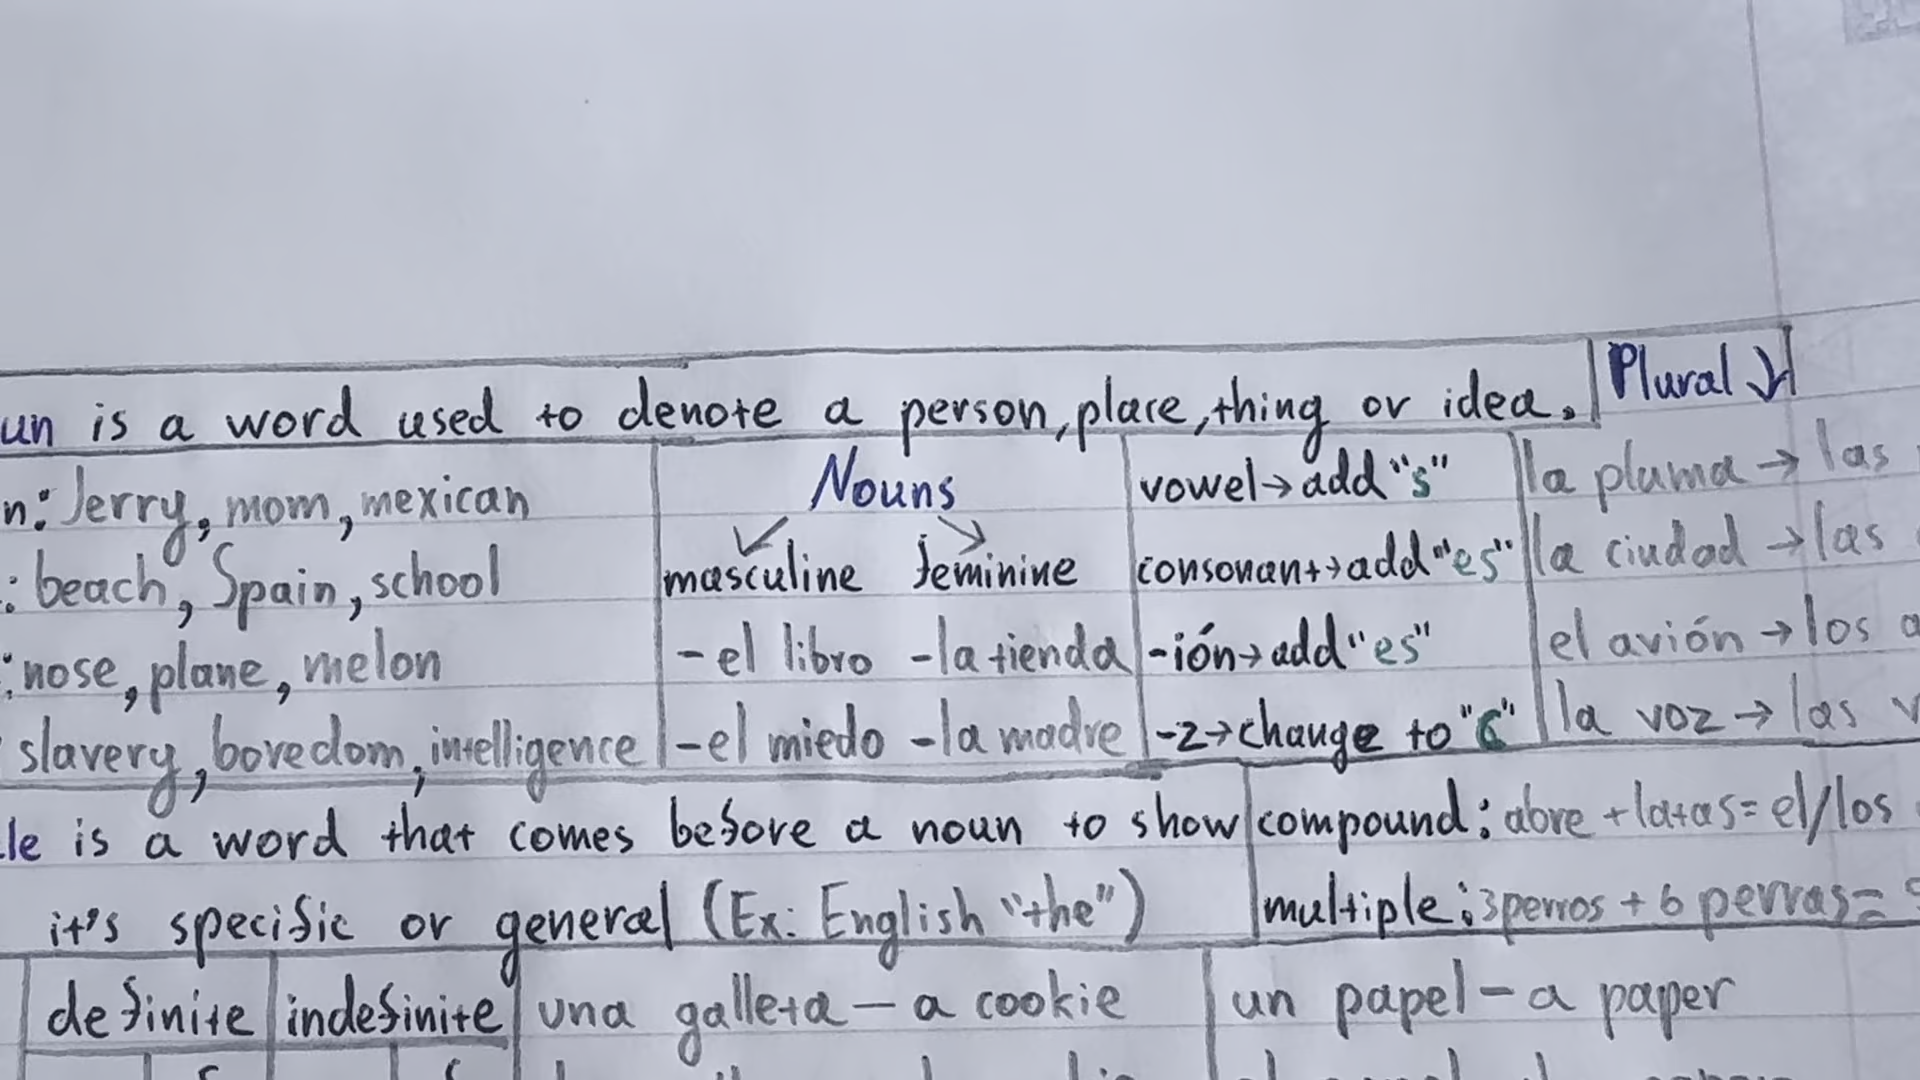 un is a word used to denote a person, place, thing or idea. Plural
n: Jerry, mom, mexican
: beach, Spain, school
: nose, plane, melon
slavery, boredom, intelligence
Nouns
masculine feminine
- el libro - la tienda
- el miedo - la madre
vowel → add "s"
consonant → add "es"
-ión → add "es"
-z → change to "c"
la pluma → las
la ciudad → las
el avión → los a
la voz → las v
le is a word that comes before a noun to show
it's specific or general (Ex: English "the")
compound: abre + latas = el/los
multiple: 3 perros + 6 perras =
definite indefinite una galleta — a cookie un papel - a paper